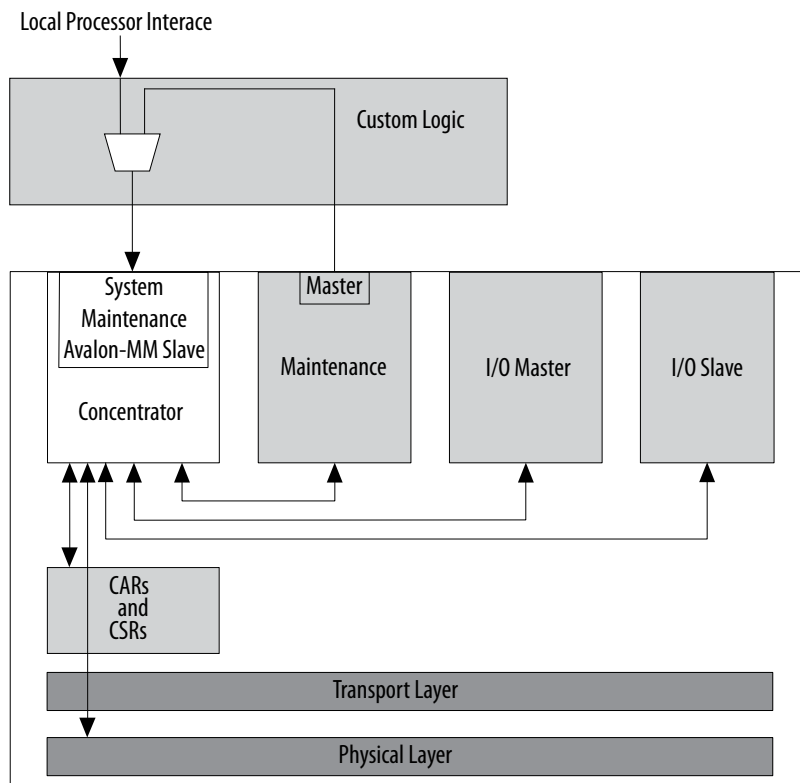 Local Processor Interace
Custom Logic
System
Maintenance
Avalon-MM Slave
Concentrator
Master
Maintenance
I/O Master
I/O Slave
CARs
and
CSRs
Transport Layer
Physical Layer